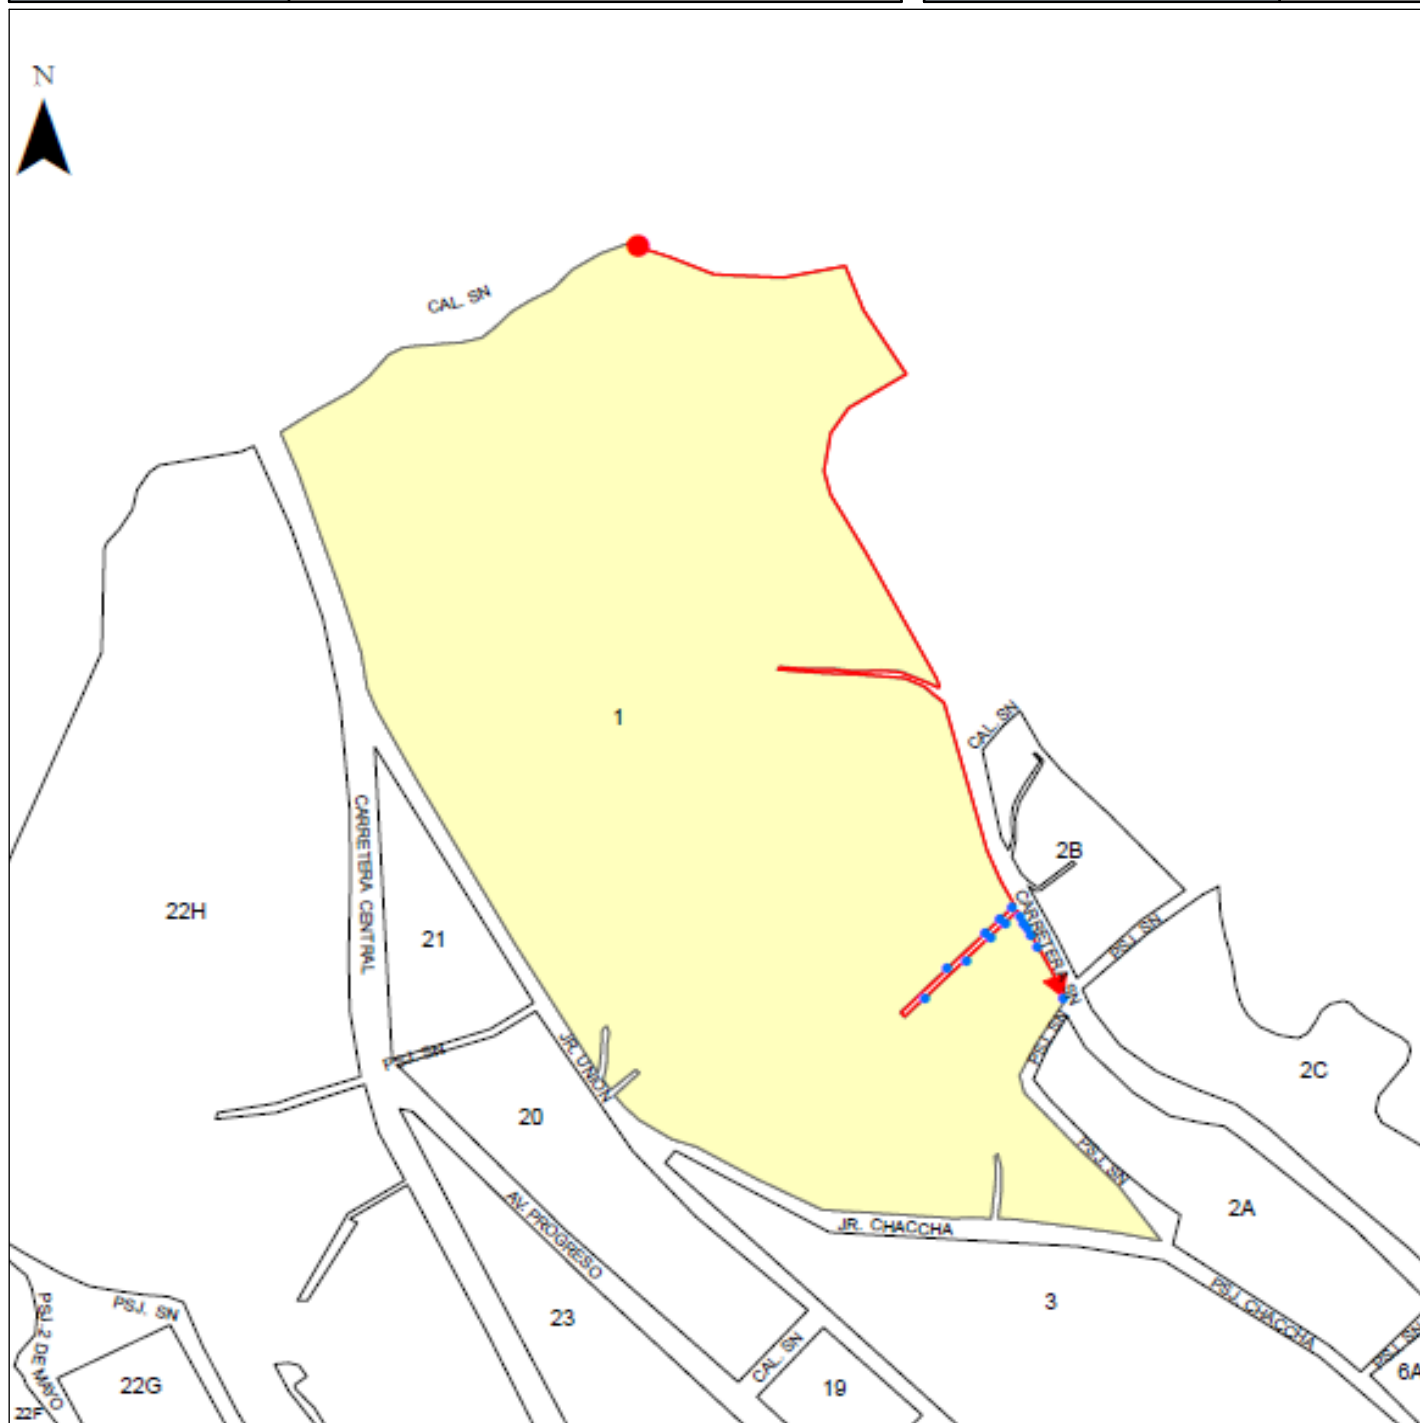 N
CAL. SN
1
CAL. SN
2B
CARRETERA CENTRAL
22H
21
CARRETERA SN
PSJ. SN
PSJ. SN
PSJ. SN
JR. UNION
2C
20
PSJ. SN
2A
AV. PROGRESO
JR. CHACCHA
3
PSJ. CHACCHA
PSJ. 2 DE MAYO
PSJ. SN
23
CAL. SN
PSJ. SN
22G
19
6A
22F